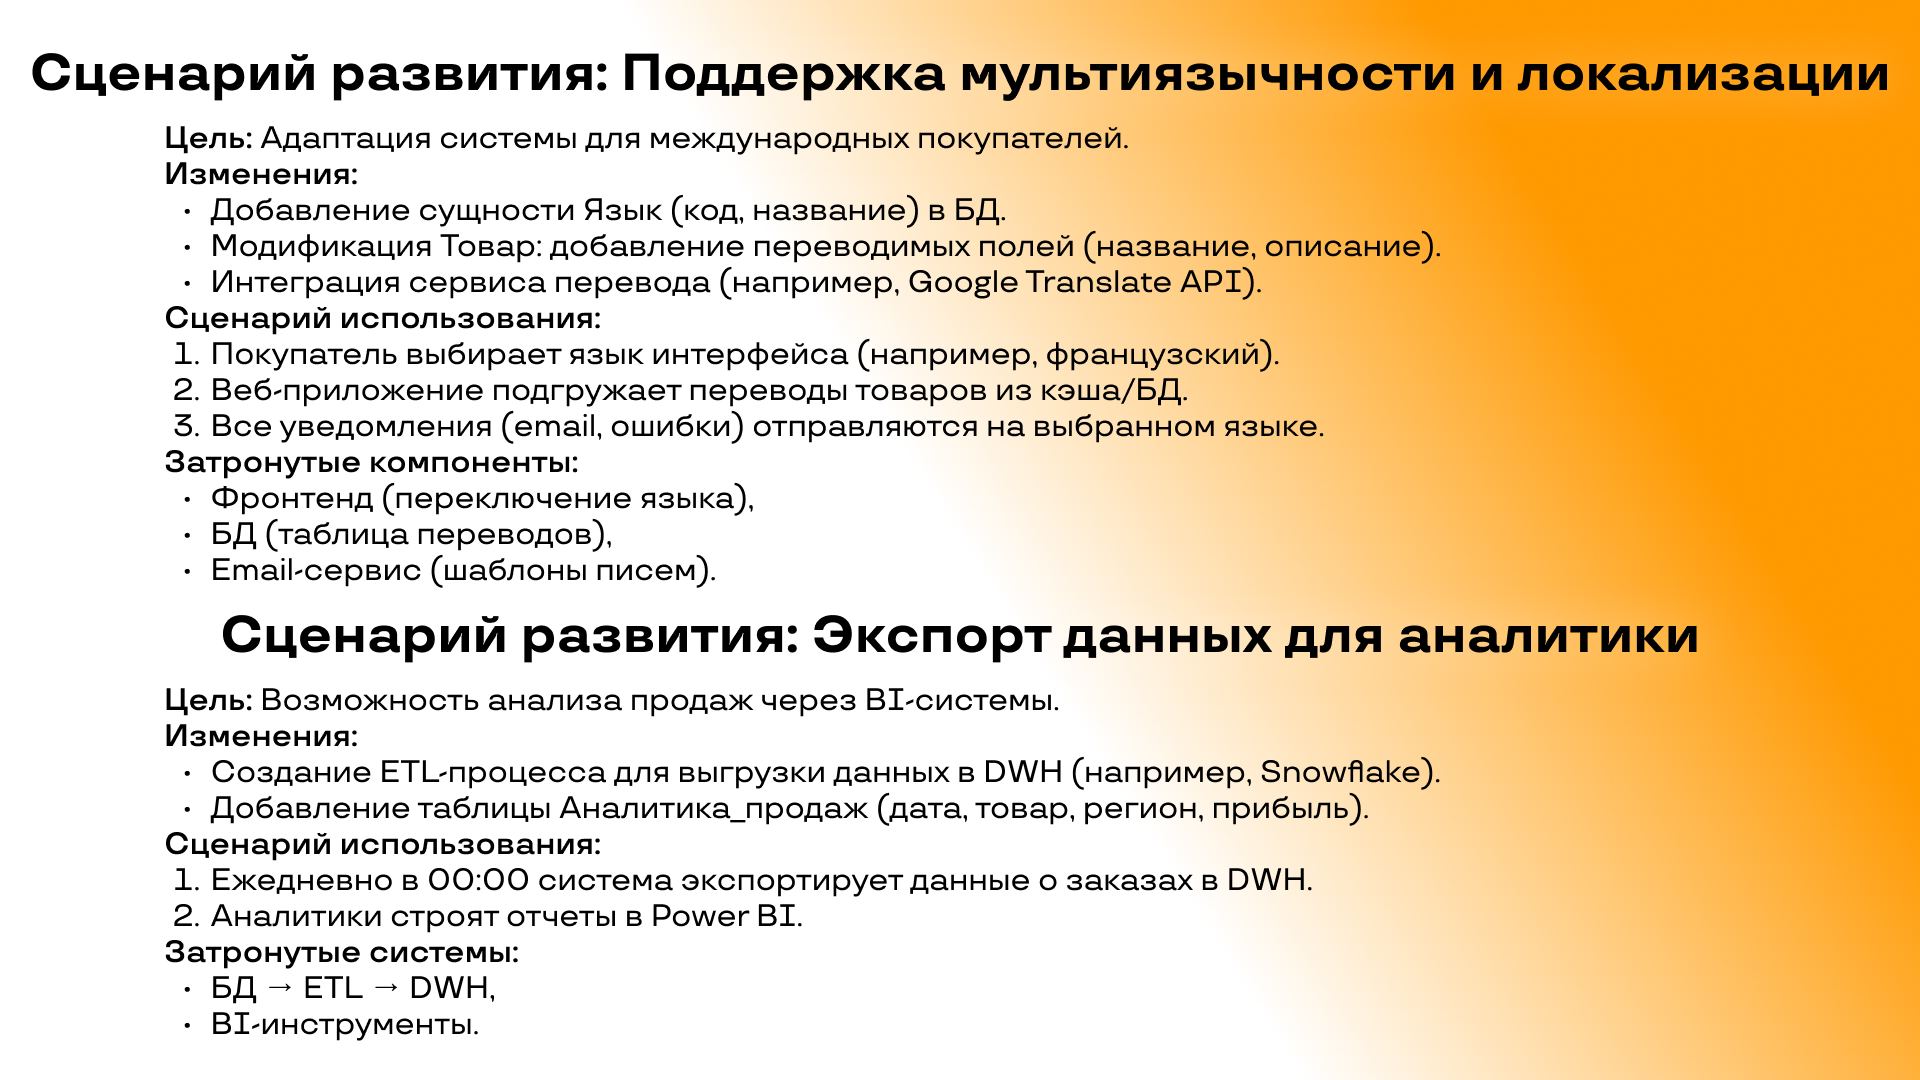 Сценарий развития: Поддержка мультиязычности и локализации
Цель: Адаптация системы для международных покупателей.
Изменения:
• Добавление сущности Язык (код, название) в БД.
• Модификация Товар: добавление переводимых полей (название, описание).
• Интеграция сервиса перевода (например, Google Translate API).
Сценарий использования:
1. Покупатель выбирает язык интерфейса (например, французский).
2. Веб-приложение подгружает переводы товаров из кэша/БД.
3. Все уведомления (email, ошибки) отправляются на выбранном языке.
Затронутые компоненты:
• Фронтенд (переключение языка),
• БД (таблица переводов),
• Email-сервис (шаблоны писем).
Сценарий развития: Экспорт данных для аналитики
Цель: Возможность анализа продаж через BI-системы.
Изменения:
• Создание ETL-процесса для выгрузки данных в DWH (например, Snowflake).
• Добавление таблицы Аналитика_продаж (дата, товар, регион, прибыль).
Сценарий использования:
1. Ежедневно в 00:00 система экспортирует данные о заказах в DWH.
2. Аналитики строят отчеты в Power BI.
Затронутые системы:
• БД → ETL → DWH,
• BI-инструменты.